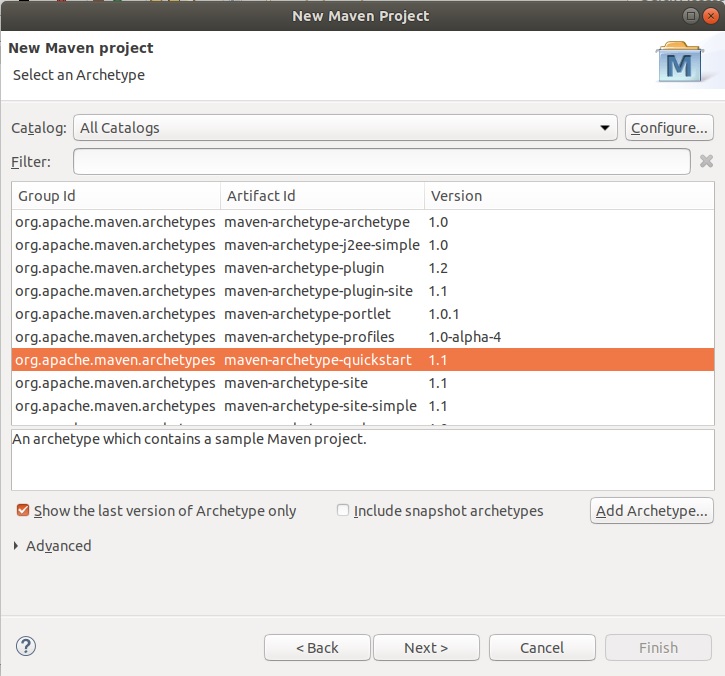 New Maven Project
New Maven project
Select an Archetype
M
Catalog: All Catalogs Configure...
Filter:
Group Id Artifact Id Version
org.apache.maven.archetypes maven-archetype-archetype 1.0
org.apache.maven.archetypes maven-archetype-j2ee-simple 1.0
org.apache.maven.archetypes maven-archetype-plugin 1.2
org.apache.maven.archetypes maven-archetype-plugin-site 1.1
org.apache.maven.archetypes maven-archetype-portlet 1.0.1
org.apache.maven.archetypes maven-archetype-profiles 1.0-alpha-4
org.apache.maven.archetypes maven-archetype-quickstart 1.1
org.apache.maven.archetypes maven-archetype-site 1.1
org.apache.maven.archetypes maven-archetype-site-simple 1.1
An archetype which contains a sample Maven project.
Show the last version of Archetype only Include snapshot archetypes Add Archetype...
Advanced
? < Back Next > Cancel Finish